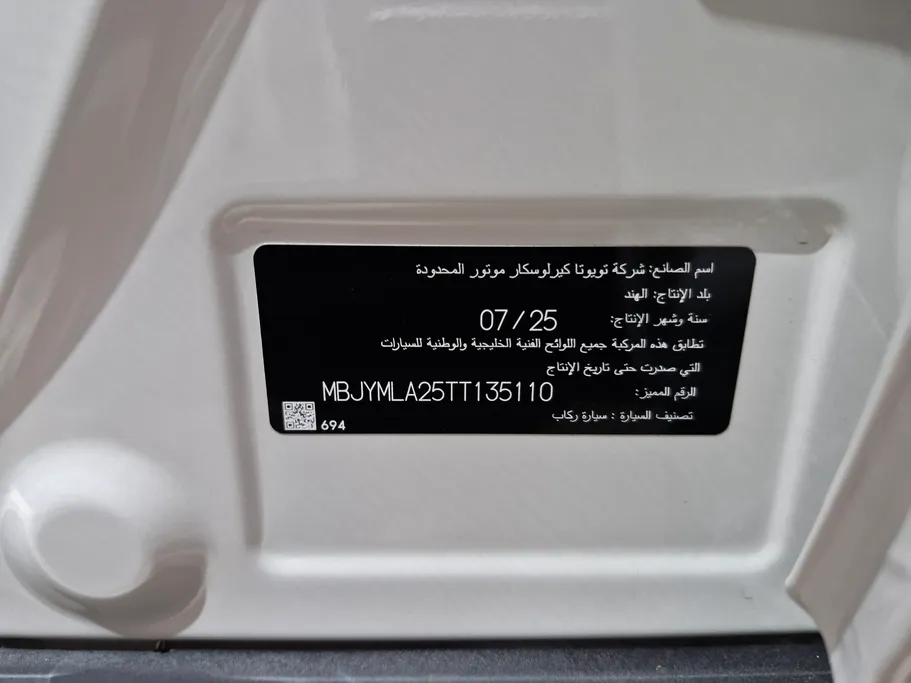 اسم الصانع: شركة تويوتا كيرلوسكار موتور المحدودة
بلد الإنتاج: الهند
سنة وشهر الإنتاج: 07/25
تطابق هذه المركبة جميع اللوائح الفنية الخليجية والوطنية للسيارات
التي صدرت حتى تاريخ الإنتاج
الرقم المميز: MBJYMLA25TT135110
تصنيف السيارة : سيارة ركاب
694